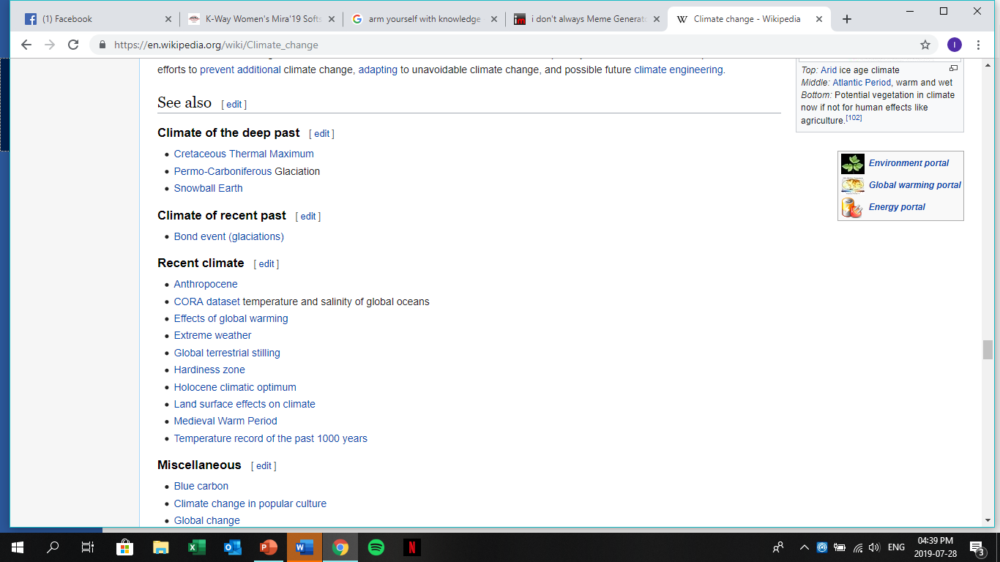 (1) Facebook
K-Way Women's Mira'19 Softs
arm yourself with knowledge
i don't always Meme Generato
Climate change - Wikipedia
https://en.wikipedia.org/wiki/Climate_change
I
efforts to prevent additional climate change, adapting to unavoidable climate change, and possible future climate engineering.
See also [ edit ]
Climate of the deep past [ edit ]
Cretaceous Thermal Maximum
Permo-Carboniferous Glaciation
Snowball Earth
Climate of recent past [ edit ]
Bond event (glaciations)
Recent climate [ edit ]
Anthropocene
CORA dataset temperature and salinity of global oceans
Effects of global warming
Extreme weather
Global terrestrial stilling
Hardiness zone
Holocene climatic optimum
Land surface effects on climate
Medieval Warm Period
Temperature record of the past 1000 years
Miscellaneous [ edit ]
Blue carbon
Climate change in popular culture
Global change
Top: Arid ice age climate
Middle: Atlantic Period, warm and wet
Bottom: Potential vegetation in climate
now if not for human effects like
agriculture.[102]
Environment portal
Global warming portal
Energy portal
ENG
04:39 PM
2019-07-28
3